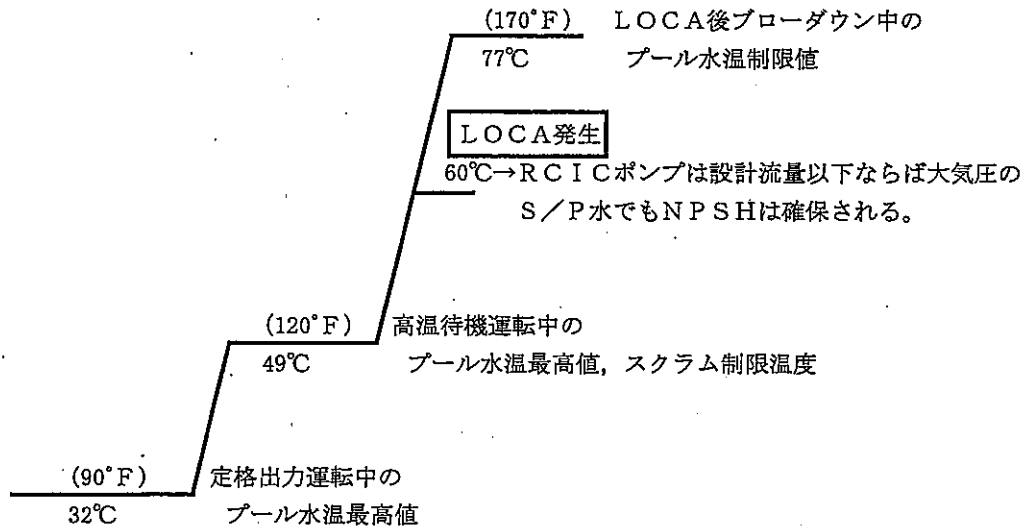 (170°F) LOCA後ブローダウン中の
77℃ プール水温制限値
LOCA発生
60℃→RCICポンプは設計流量以下ならば大気圧の
S/P水でもNPSHは確保される。
(120°F) 高温待機運転中の
49℃ プール水温最高値,スクラム制限温度
(90°F) 定格出力運転中の
32℃ プール水温最高値